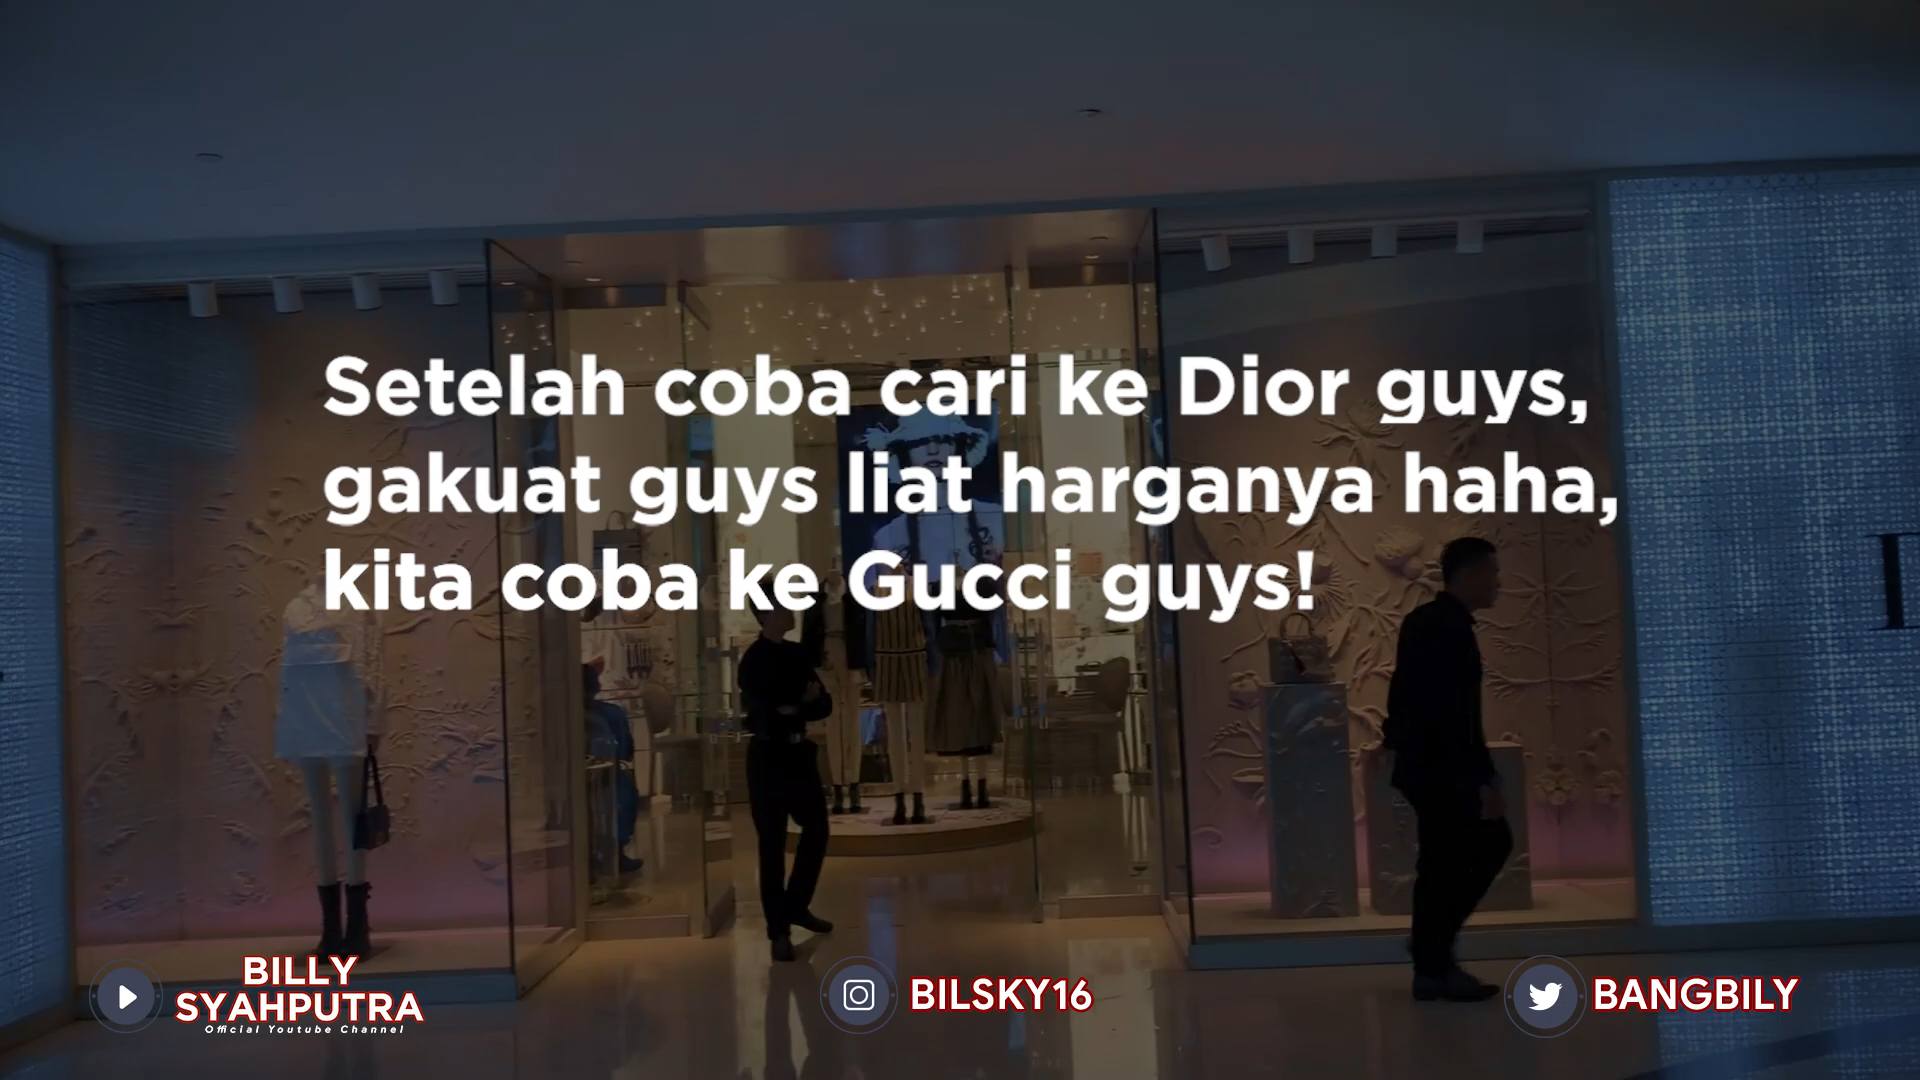 Setelah coba cari ke Dior guys,
gakuat guys liat harganya haha,
kita coba ke Gucci guys!
BILLY
SYAHPUTRA
Official Youtube Channel
BILSKY16
BANGBILY